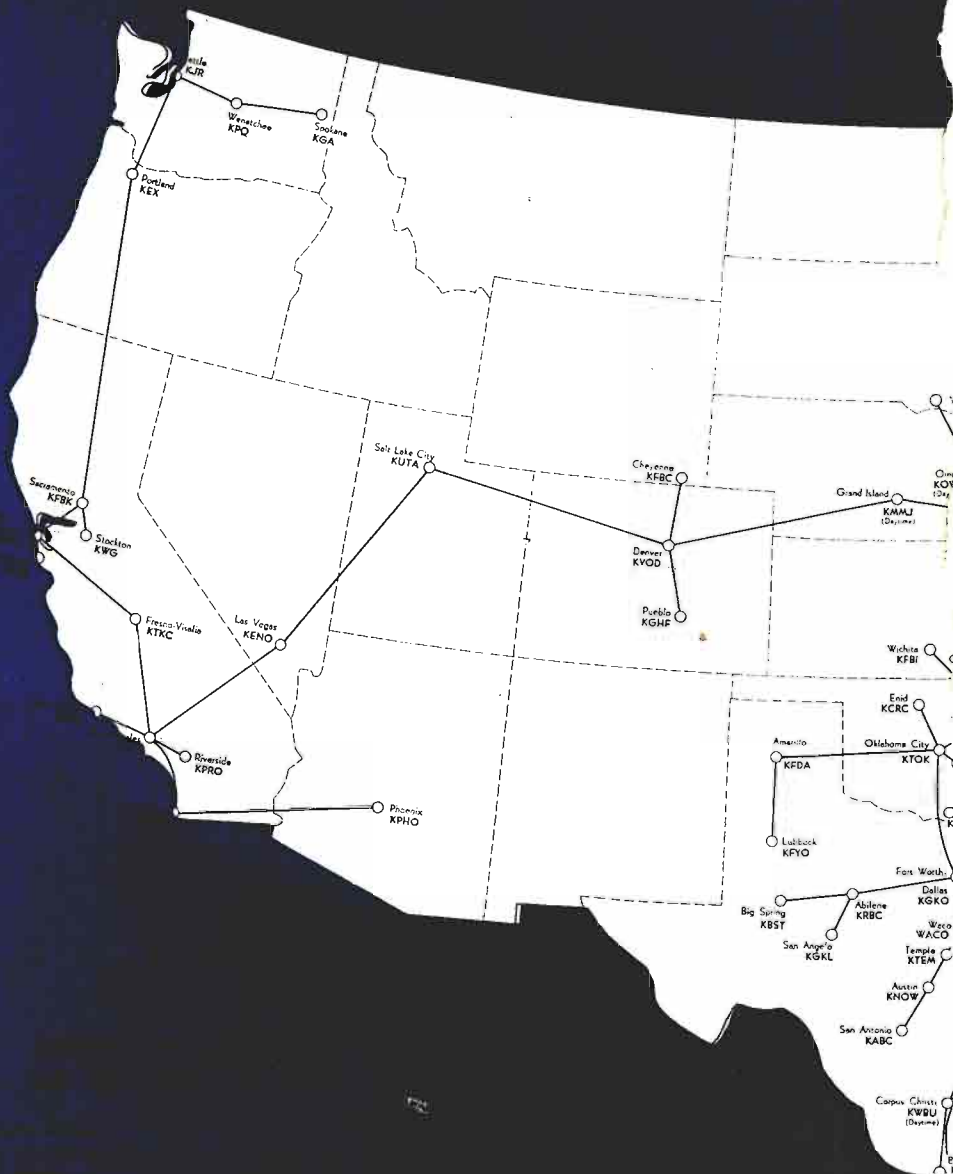 KJR
Wenatchee
KPQ
Spokane
KGA
Portland
KEX
Salt Lake City
KUTA
Cheyenne
KFBC
Sacramento
KFBK
Stockton
KWG
Grand Island
KMMJ
(Daytime)
Denver
KVOD
Pueblo
KGHF
Fresno-Visalia
KTKC
Las Vegas
KENO
Wichita
KFBI
Enid
KCRC
Riverside
KPRO
Amarillo
KFDA
Oklahoma City
KTOK
Phoenix
KPHO
Lubbock
KFYO
Fort Worth
Dallas
KGKO
Big Spring
KBST
Abilene
KRBC
San Angelo
KGKL
Waco
WACO
Temple
KTEM
Austin
KNOW
San Antonio
KABC
Corpus Christi
KWBU
(Daytime)